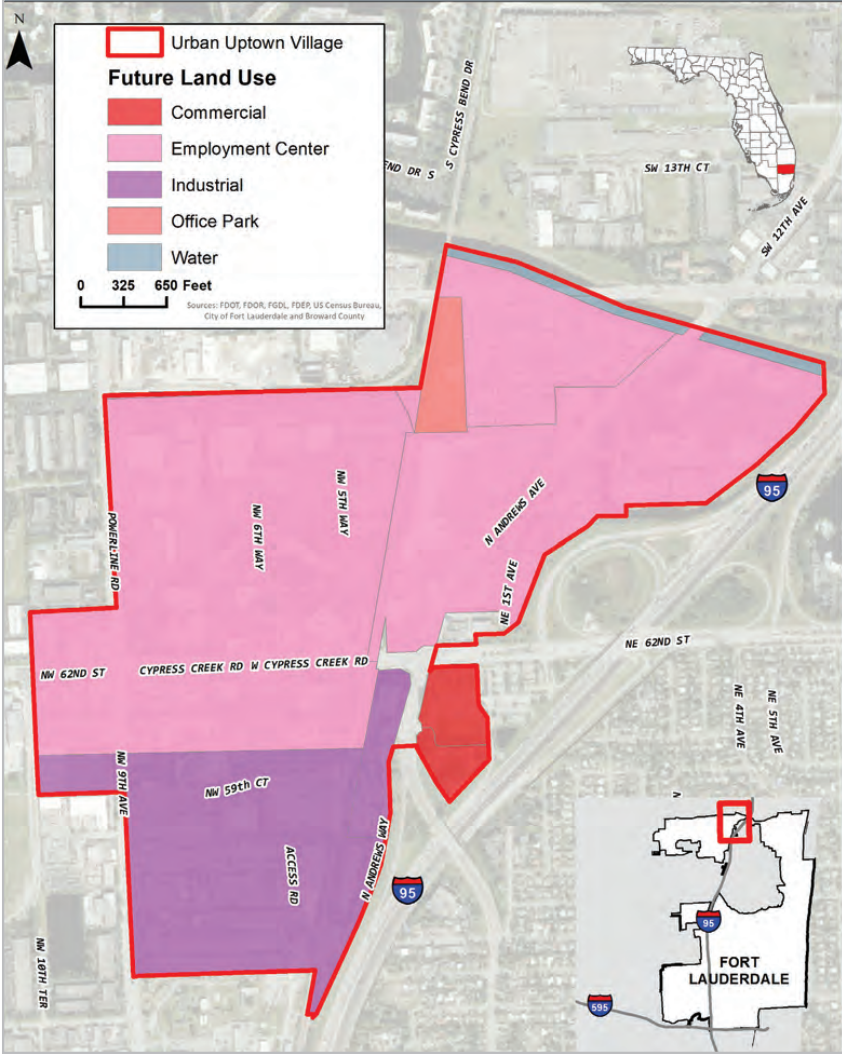 N
Urban Uptown Village
Future Land Use
Commercial
Employment Center
Industrial
Office Park
Water
0 325 650 Feet
Sources: FDOT, FDOR, FGDL, FDEP, US Census Bureau,
City of Fort Lauderdale and Broward County
S CYPRESS BEND DR
END DR S
SW 13TH CT
SW 12TH AVE
95
N ANDREWS AVE
NW 5TH WAY
NW 6TH WAY
POWERLINE RD
NE 1ST AVE
NE 62ND ST
NW 62ND ST
CYPRESS CREEK RD
W CYPRESS CREEK RD
NE 4TH AVE
NE 5TH AVE
NW 9TH AVE
NW 59th CT
N
ACCESS RD
N ANDREWS WAY
95
NW 10TH TER
95
FORT
LAUDERDALE
595